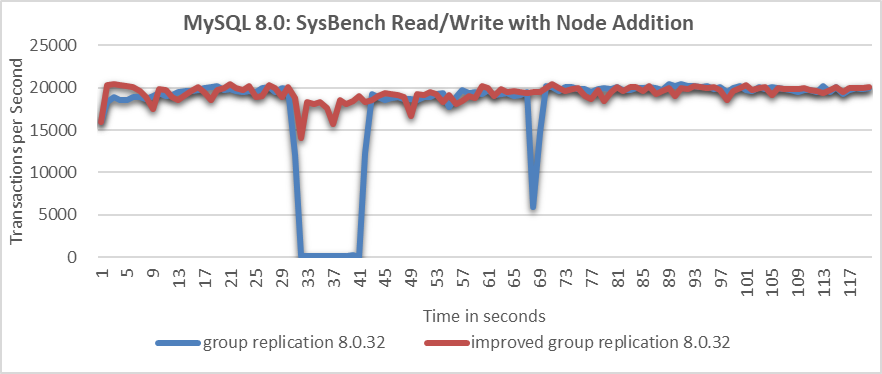 MySQL 8.0: SysBench Read/Write with Node Addition
Transactions per Second
25000
20000
15000
10000
5000
0
1 5 9 13 17 21 25 29 33 37 41 45 49 53 57 61 65 69 73 77 81 85 89 93 97 101 105 109 113 117
Time in seconds
group replication 8.0.32 improved group replication 8.0.32